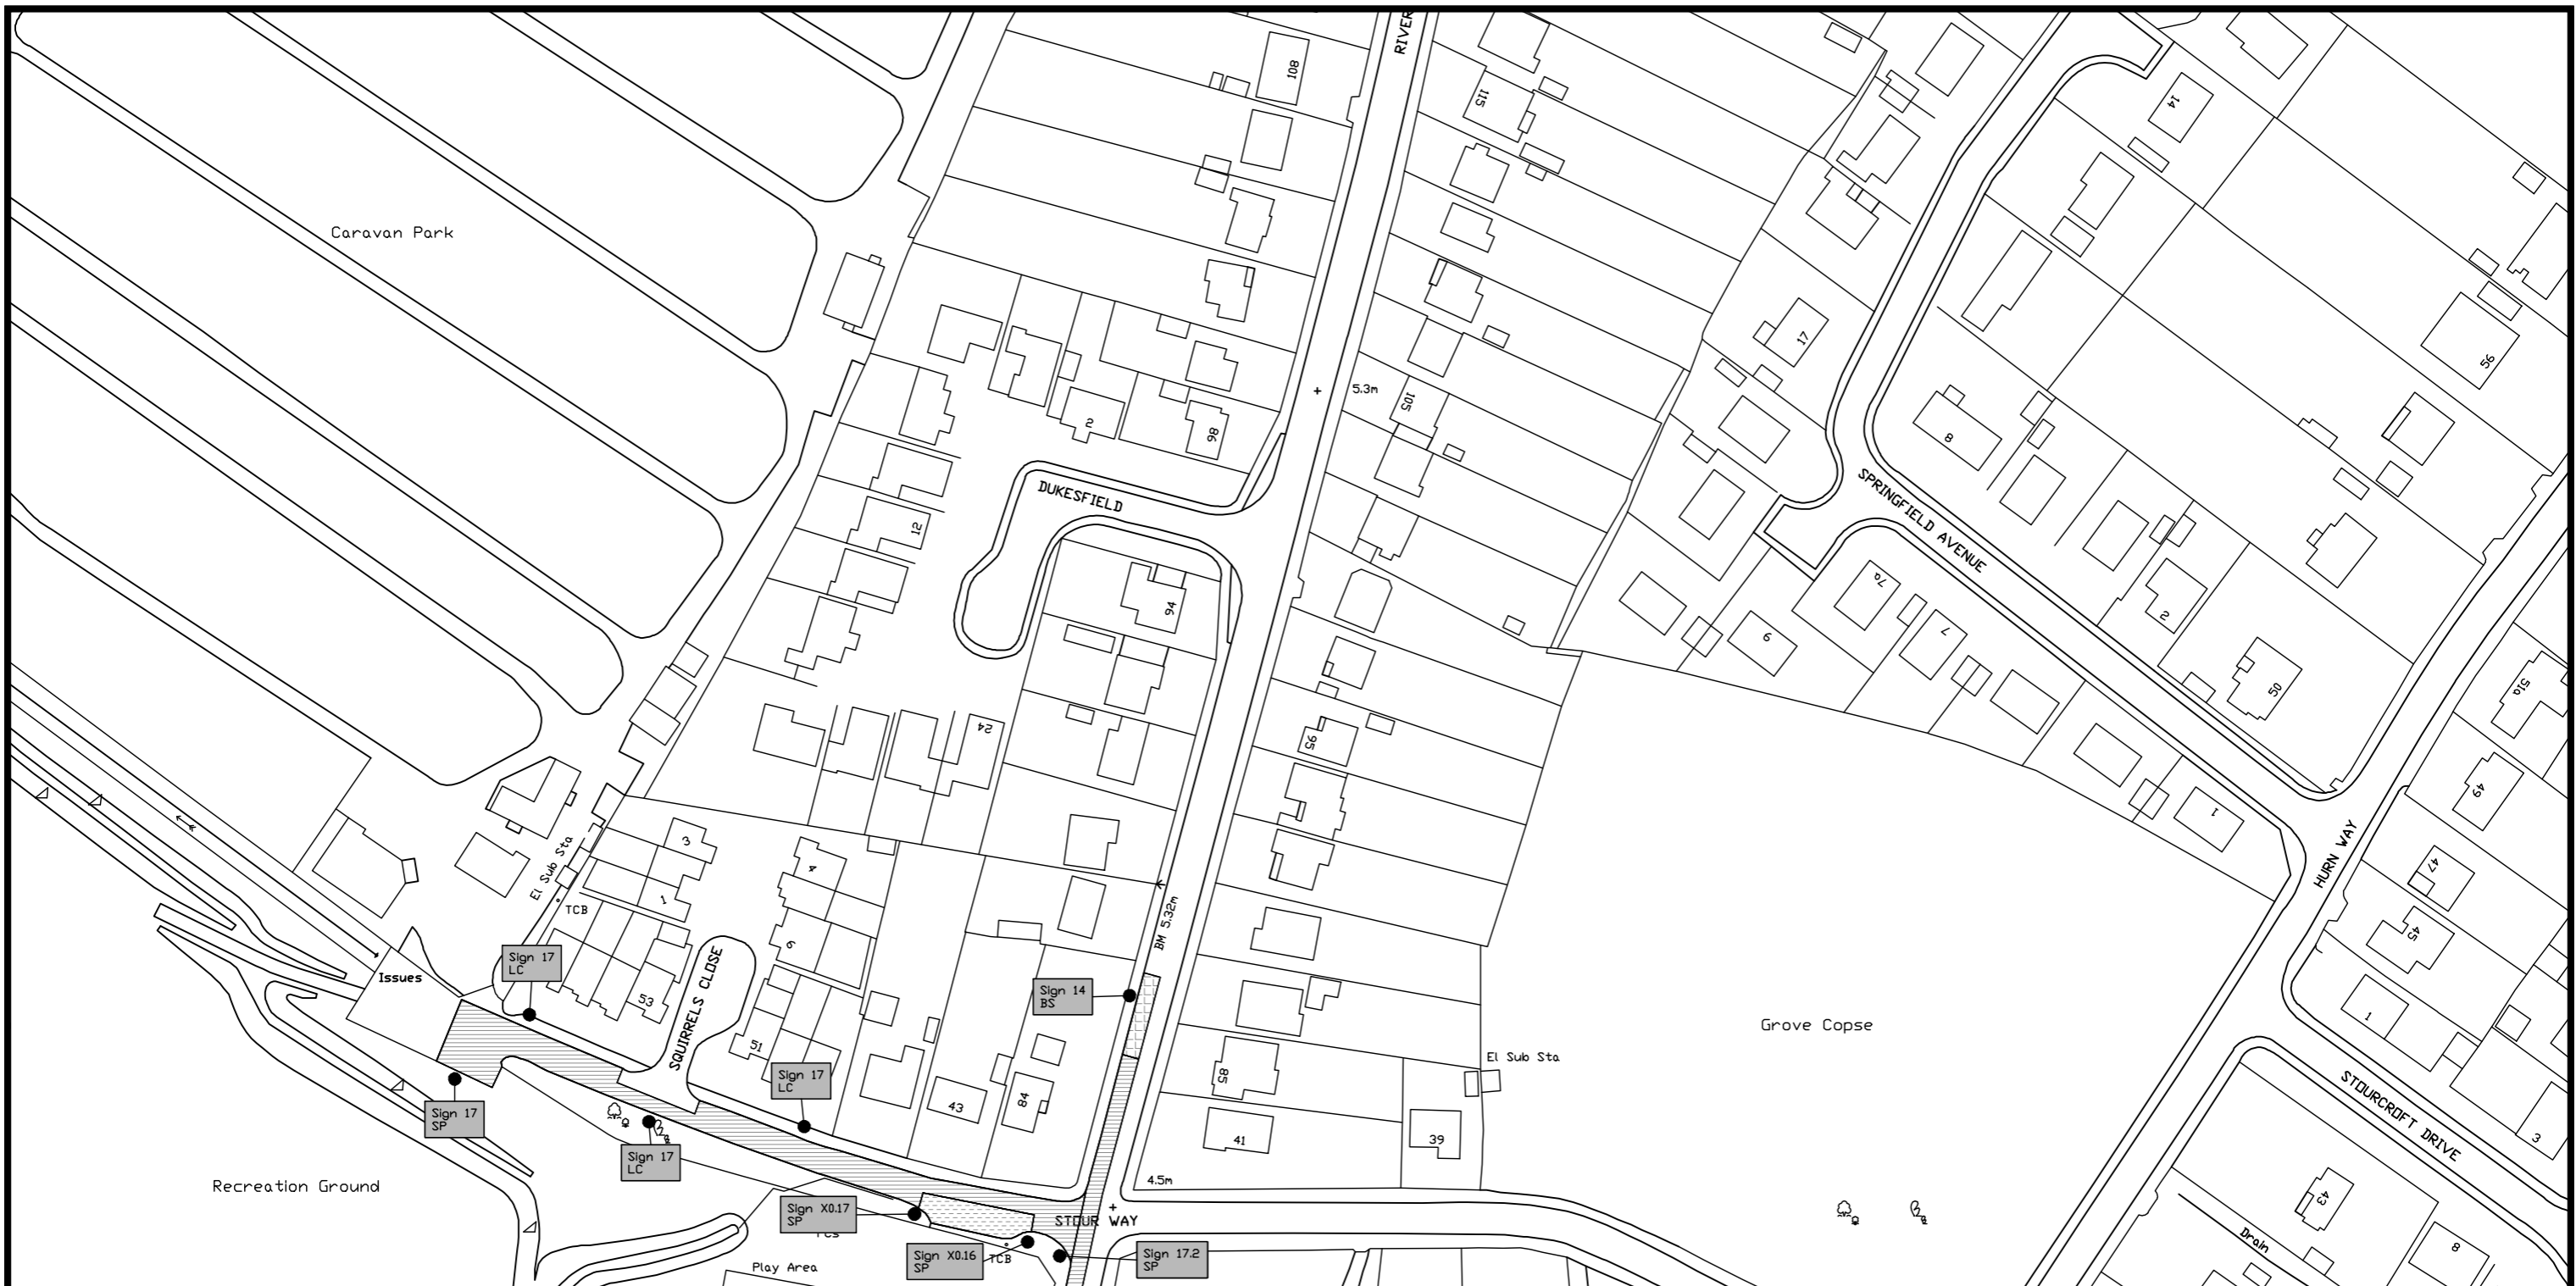 RIVER
108
115
14
Caravan Park
56
17
5.3m
105
2
98
8
DUKESFIELD
SPRINGFIELD AVENUE
12
94
7a
7
9
2
50
51a
24
95
49
1
HURN WAY
3
4
1
El Sub Sta
TCB
47
45
BM 5.32m
6
Sign 17
LC
Issues
53
SQUIRRELS CLOSE
51
Sign 14
BS
1
Grove Copse
El Sub Sta
85
Sign 17
LC
43
84
STOURCROFT DRIVE
Sign 17
SP
41
39
3
Sign 17
LC
Recreation Ground
4.5m
43
Sign X0.17
SP
STOUR WAY
TCB
Sign X0.16
SP
Sign 17.2
SP
Drain
8
Play Area